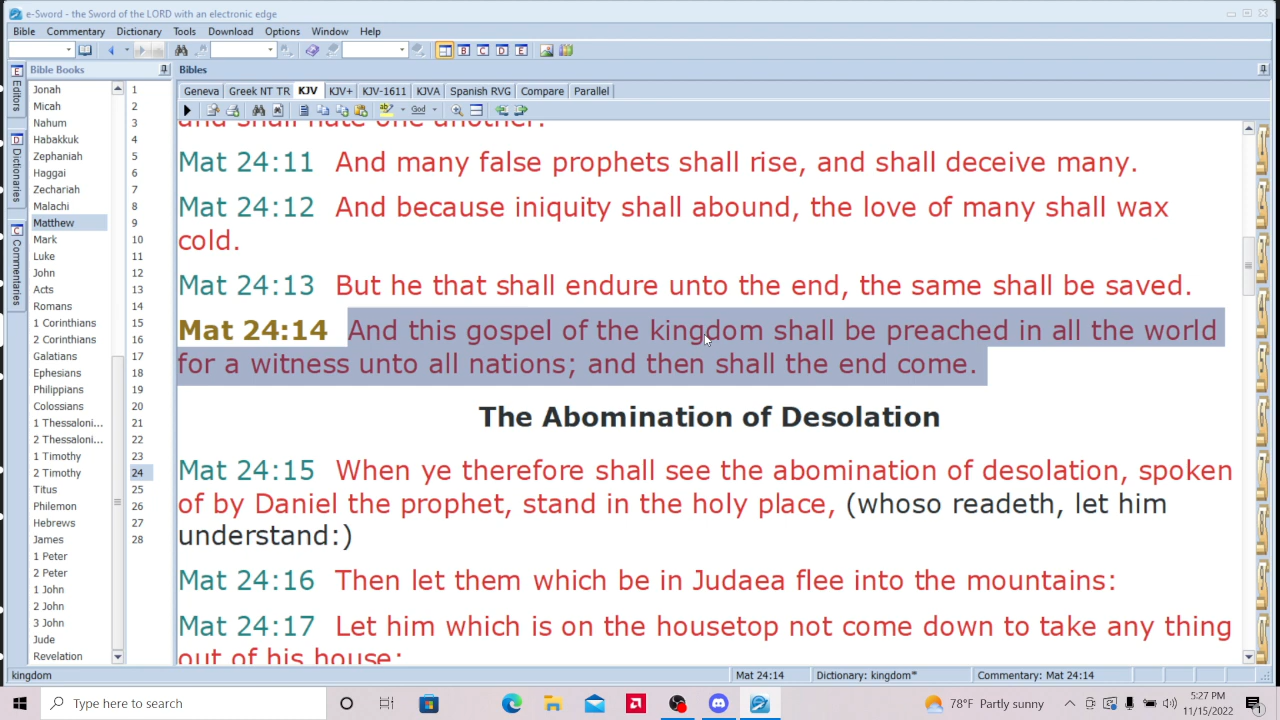 e-Sword - the Sword of the LORD with an electronic edge
Bible Commentary Dictionary Tools Download Options Window Help
Bible Books
Bibles
Editors
Dictionaries
Commentaries
Jonah
Micah
Nahum
Habakkuk
Zephaniah
Haggai
Zechariah
Malachi
Matthew
Mark
Luke
John
Acts
Romans
1 Corinthians
2 Corinthians
Galatians
Ephesians
Philippians
Colossians
1 Thessaloni...
2 Thessaloni...
1 Timothy
2 Timothy
Titus
Philemon
Hebrews
James
1 Peter
2 Peter
1 John
2 John
3 John
Jude
Revelation
1
2
3
4
5
6
7
8
9
10
11
12
13
14
15
16
17
18
19
20
21
22
23
24
25
26
27
28
Geneva Greek NT TR KJV KJV+ KJV-1611 KJVA Spanish RVG Compare Parallel
God
and shall hate one another.
Mat 24:11 And many false prophets shall rise, and shall deceive many.
Mat 24:12 And because iniquity shall abound, the love of many shall wax
cold.
Mat 24:13 But he that shall endure unto the end, the same shall be saved.
Mat 24:14 And this gospel of the kingdom shall be preached in all the world
for a witness unto all nations; and then shall the end come.
The Abomination of Desolation
Mat 24:15 When ye therefore shall see the abomination of desolation, spoken
of by Daniel the prophet, stand in the holy place, (whoso readeth, let him
understand:)
Mat 24:16 Then let them which be in Judaea flee into the mountains:
Mat 24:17 Let him which is on the housetop not come down to take any thing
out of his house:
kingdom Mat 24:14 Dictionary: kingdom* Commentary: Mat 24:14
Type here to search
78°F Partly sunny
5:27 PM
11/15/2022